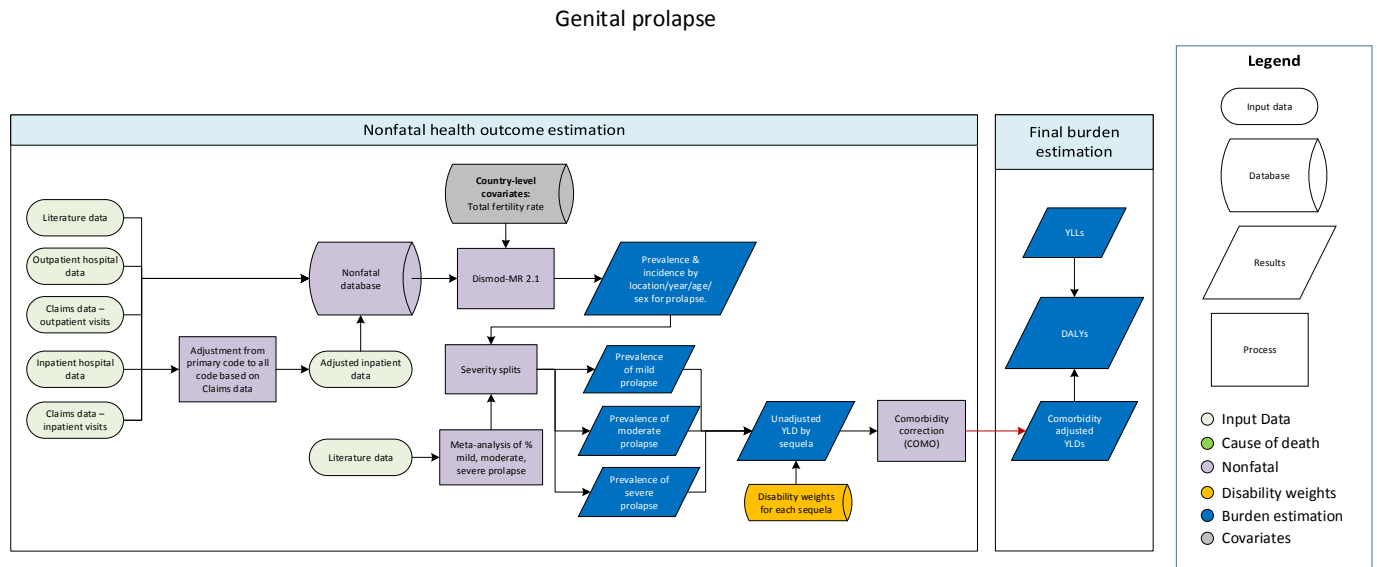 Genital prolapse
Nonfatal health outcome estimation
Literature data
Outpatient hospital
data
Claims data –
outpatient visits
Inpatient hospital
data
Claims data –
inpatient visits
Adjustment from
primary code to all
code based on
Claims data
Nonfatal
database
Adjusted inpatient
data
Country-level
covariates:
Total fertility rate
Dismod-MR 2.1
Prevalence &
incidence by
location/year/age/
sex for prolapse.
Severity splits
Literature data
Meta-analysis of %
mild, moderate,
severe prolapse
Prevalence
of mild
prolapse
Prevalence of
moderate
prolapse
Prevalence of
severe
prolapse
Unadjusted
YLD by
sequela
Disability weights
for each sequela
Comorbidity
correction
(COMO)
Final burden
estimation
YLLs
DALYs
Comorbidity
adjusted
YLDs
Legend
Input data
Database
Results
Process
Input Data
Cause of death
Nonfatal
Disability weights
Burden estimation
Covariates